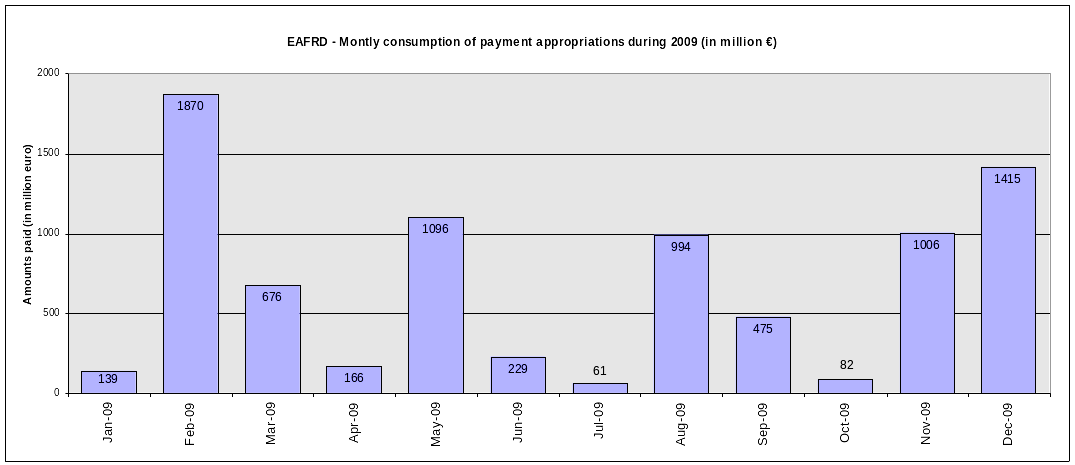 EAFRD - Montly consumption of payment appropriations during 2009 (in million €)
Amounts paid (in million euro)
2000
1500
1000
500
0
139
1870
676
166
1096
229
61
994
475
82
1006
1415
Jan-09
Feb-09
Mar-09
Apr-09
May-09
Jun-09
Jul-09
Aug-09
Sep-09
Oct-09
Nov-09
Dec-09